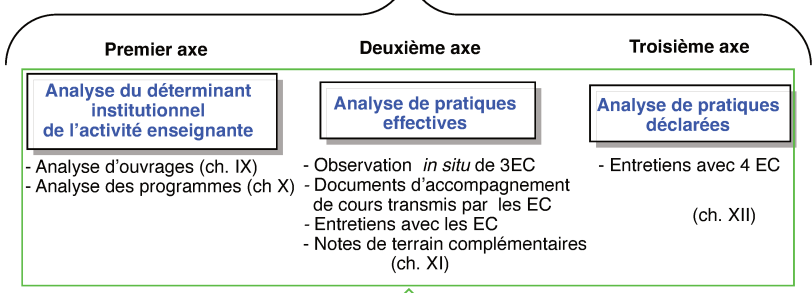 Premier axe
Analyse du déterminant
institutionnel
de l'activité enseignante
- Analyse d'ouvrages (ch. IX)
- Analyse des programmes (ch X)
Deuxième axe
Analyse de pratiques
effectives
- Observation in situ de 3EC
- Documents d'accompagnement
de cours transmis par les EC
- Entretiens avec les EC
- Notes de terrain complémentaires
(ch. XI)
Troisième axe
Analyse de pratiques
déclarées
- Entretiens avec 4 EC
(ch. XII)